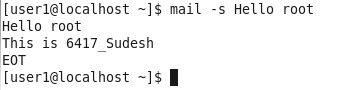 [user1@localhost ~]$ mail -s Hello root
Hello root
This is 6417_Sudesh
EOT
[user1@localhost ~]$